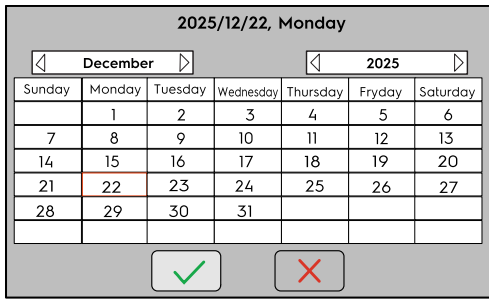 2025/12/22, Monday
December 2025
Sunday Monday Tuesday Wednesday Thursday Fryday Saturday
1 2 3 4 5 6
7 8 9 10 11 12 13
14 15 16 17 18 19 20
21 22 23 24 25 26 27
28 29 30 31